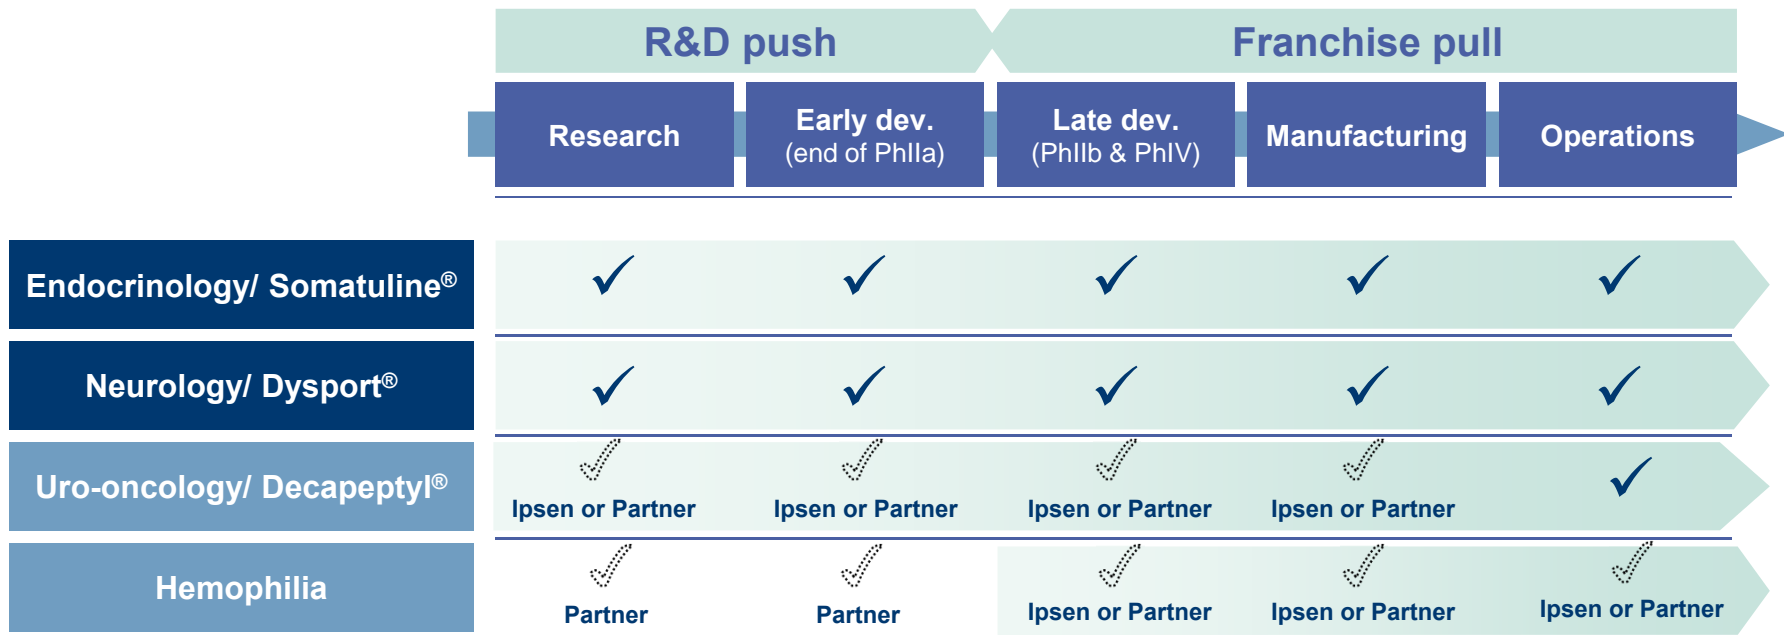 R&D push
Franchise pull
Research
Early dev.
(end of PhIIa)
Late dev.
(PhIIb & PhIV)
Manufacturing
Operations
Endocrinology/ Somatuline®
Neurology/ Dysport®
Uro-oncology/ Decapeptyl®
Ipsen or Partner
Ipsen or Partner
Ipsen or Partner
Ipsen or Partner
Hemophilia
Partner
Partner
Ipsen or Partner
Ipsen or Partner
Ipsen or Partner